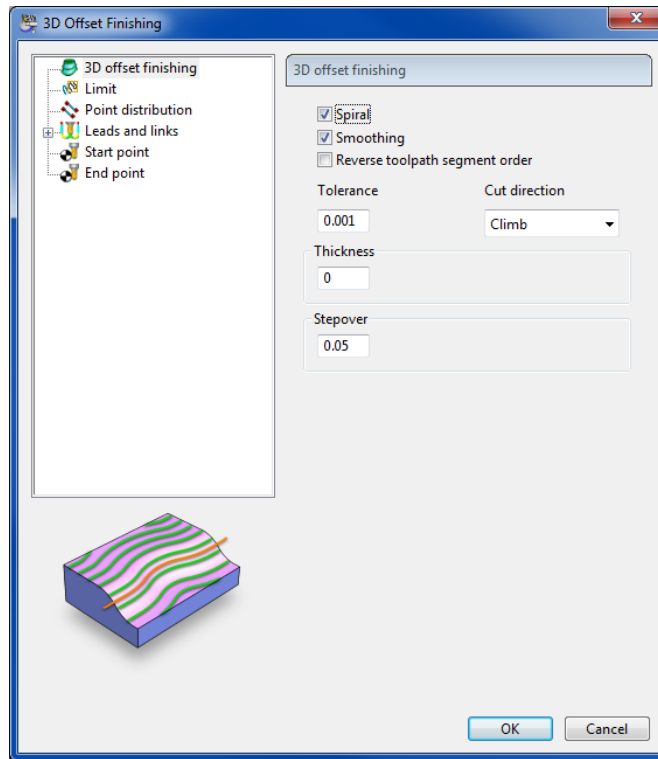 3D Offset Finishing
3D offset finishing
Limit
Point distribution
Leads and links
Start point
End point
3D offset finishing
Spiral
Smoothing
Reverse toolpath segment order
Tolerance Cut direction
0.001 Climb
Thickness
0
Stepover
0.05
OK Cancel